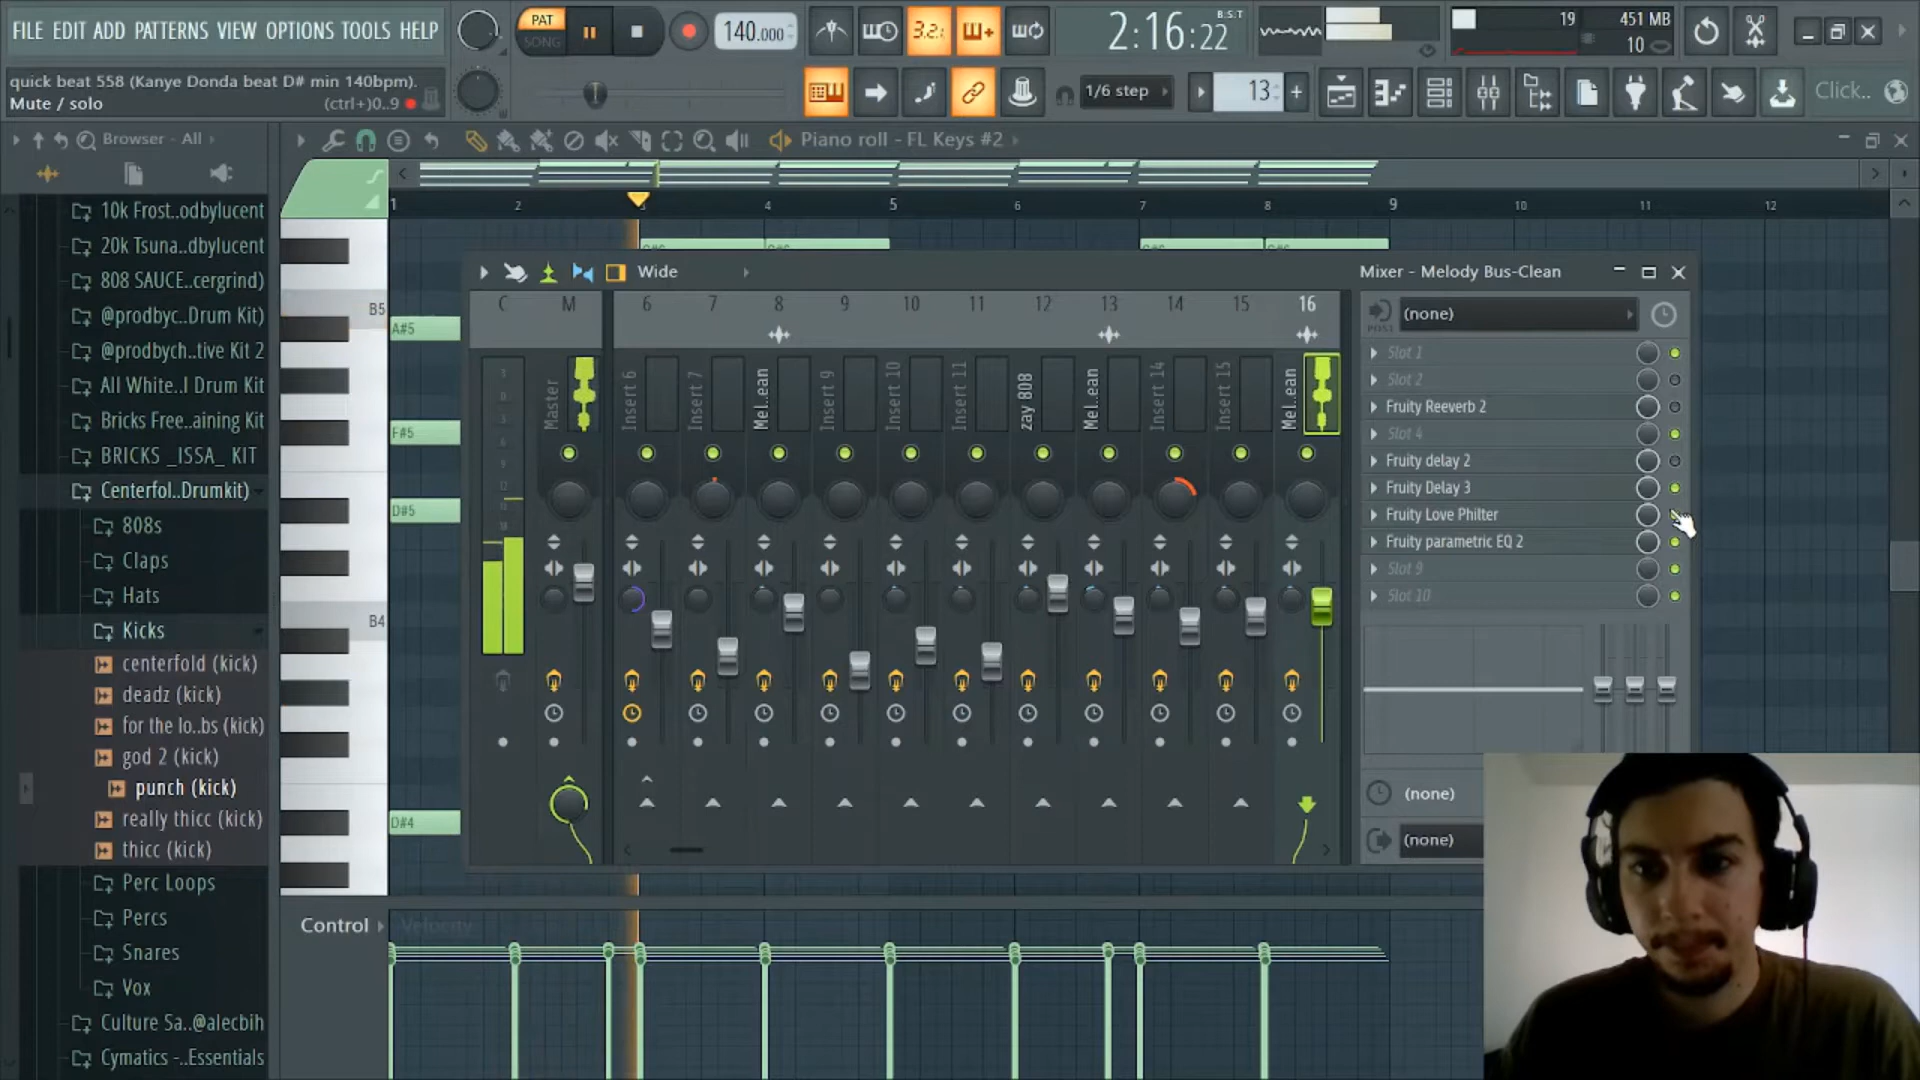 FILE EDIT ADD PATTERNS VIEW OPTIONS TOOLS HELP
PAT
SONG
140.000
3.2.
2:16:22
B:S:T
19
451 MB
10
quick beat 558 (Kanye Donda beat D# min 140bpm).
Mute / solo
(ctrl+)0..9
1/6 step
13
Click..
Browser - All
Piano roll - FL Keys #2
10k Frost..odbylucent
20k Tsuna..dbylucent
808 SAUCE..cergrind)
@prodbyc..Drum Kit)
@prodbych..tive Kit 2
All White..l Drum Kit
Bricks Free..aining Kit
BRICKS _ISSA_ KIT
Centerfol..Drumkit)
808s
Claps
Hats
Kicks
centerfold (kick)
deadz (kick)
for the lo..bs (kick)
god 2 (kick)
punch (kick)
really thicc (kick)
thicc (kick)
Perc Loops
Percs
Snares
Vox
Culture Sa..@alecbih
Cymatics -..Essentials
1 2 3 4 5 6 7 8 9 10 11 12
B5
A#5
F#5
D#5
B4
D#4
Wide
Mixer - Melody Bus-Clean
C M 6 7 8 9 10 11 12 13 14 15 16
Master
Insert 6
Insert 7
Mel..ean
Insert 9
Insert 10
Insert 11
zay 808
Mel..ean
Insert 14
Insert 15
Mel..ean
(none)
POST
Slot 1
Slot 2
Fruity Reeverb 2
Slot 4
Fruity delay 2
Fruity Delay 3
Fruity Love Philter
Fruity parametric EQ 2
Slot 9
Slot 10
(none)
(none)
Control
Velocity